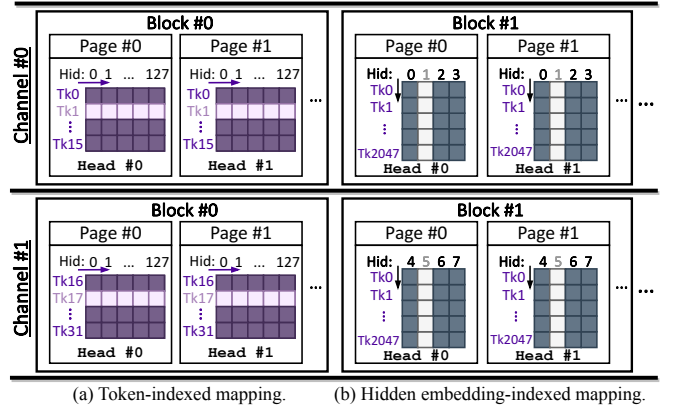 Channel #0
Block #0
Page #0
Hid: 0 1 ... 127
Tk0
Tk1
⋮
Tk15
Head #0
Page #1
Hid: 0 1 ... 127
Tk0
Tk1
⋮
Tk15
Head #1
...
Block #1
Page #0
Hid: 0 1 2 3
Tk0
Tk1
⋮
Tk2047
Head #0
Page #1
Hid: 0 1 2 3
Tk0
Tk1
⋮
Tk2047
Head #1
... ...
Channel #1
Block #0
Page #0
Hid: 0 1 ... 127
Tk16
Tk17
⋮
Tk31
Head #0
Page #1
Hid: 0 1 ... 127
Tk16
Tk17
⋮
Tk31
Head #1
...
Block #1
Page #0
Hid: 4 5 6 7
Tk0
Tk1
⋮
Tk2047
Head #0
Page #1
Hid: 4 5 6 7
Tk0
Tk1
⋮
Tk2047
Head #1
... ...
(a) Token-indexed mapping.
(b) Hidden embedding-indexed mapping.